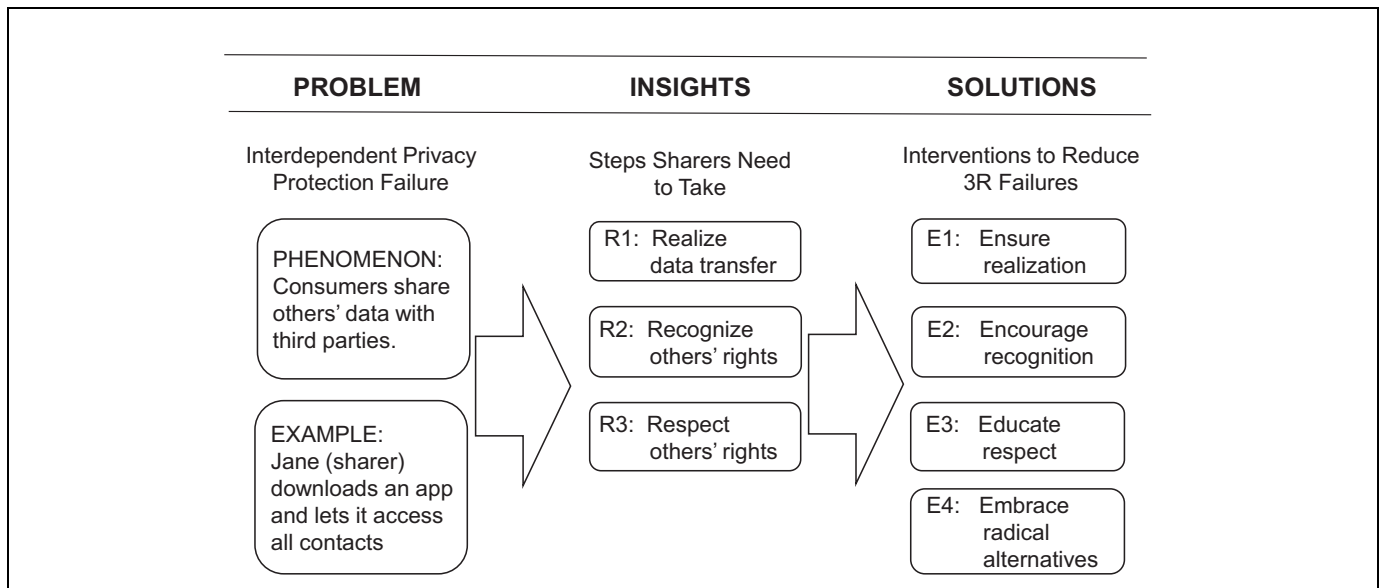 PROBLEM
INSIGHTS
SOLUTIONS
Interdependent Privacy
Protection Failure
PHENOMENON:
Consumers share
others’ data with
third parties.
EXAMPLE:
Jane (sharer)
downloads an app
and lets it access
all contacts
Steps Sharers Need
to Take
R1: Realize
data transfer
R2: Recognize
others’ rights
R3: Respect
others’ rights
Interventions to Reduce
3R Failures
E1: Ensure
realization
E2: Encourage
recognition
E3: Educate
respect
E4: Embrace
radical
alternatives